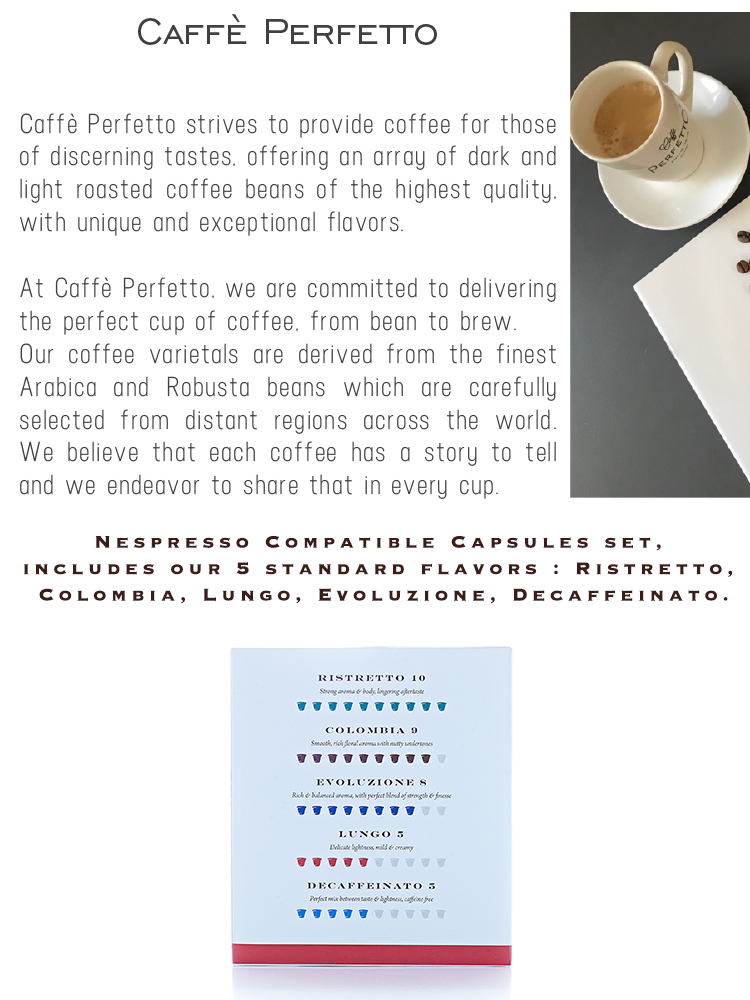 CAFFÈ PERFETTO
Caffè Perfetto strives to provide coffee for those
of discerning tastes, offering an array of dark and
light roasted coffee beans of the highest quality,
with unique and exceptional flavors.
At Caffè Perfetto, we are committed to delivering
the perfect cup of coffee, from bean to brew.
Our coffee varietals are derived from the finest
Arabica and Robusta beans which are carefully
selected from distant regions across the world.
We believe that each coffee has a story to tell
and we endeavor to share that in every cup.
Caffè
PERFETTO
NESPRESSO COMPATIBLE CAPSULES SET,
INCLUDES OUR 5 STANDARD FLAVORS : RISTRETTO,
COLOMBIA, LUNGO, EVOLUZIONE, DECAFFEINATO.
RISTRETTO 10
Strong aroma & body, lingering aftertaste
COLOMBIA 9
Smooth, rich floral aroma with nutty undertones
EVOLUZIONE 8
Rich & balanced aroma, with perfect blend of strength & finesse
LUNGO 5
Delicate lightness, mild & creamy
DECAFFEINATO 5
Perfect mix between taste & lightness, caffeine free